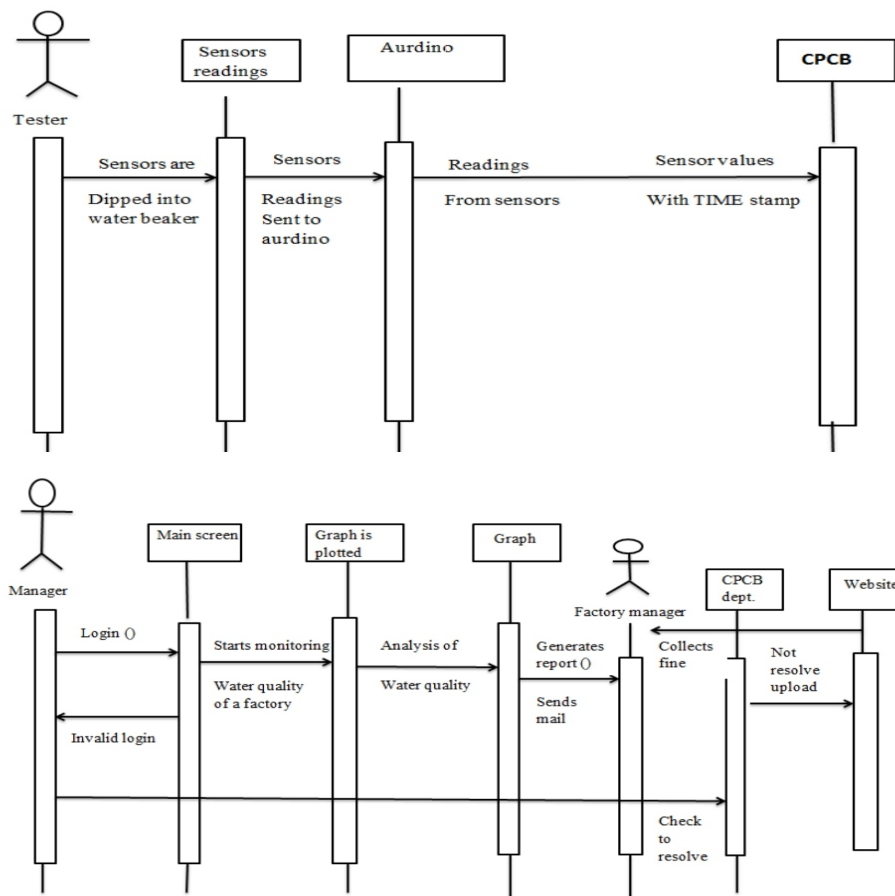 Tester
Sensors
readings
Aurdino
CPCB
Sensors are
Dipped into
water beaker
Sensors
Readings
Sent to
aurdino
Readings
From sensors
Sensor values
With TIME stamp
Manager
Main screen
Graph is
plotted
Graph
Factory manager
CPCB
dept.
Website
Login ()
Invalid login
Starts monitoring
Water quality
of a factory
Analysis of
Water quality
Generates
report ()
Sends
mail
Collects
fine
Not
resolve
upload
Check
to
resolve